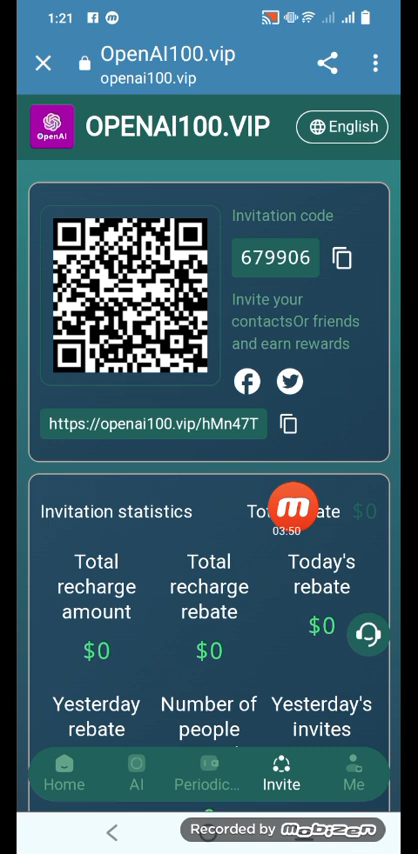 1:21
OpenAI100.vip
openai100.vip
OpenAI
OPENAI100.VIP
English
Invitation code
679906
Invite your
contactsOr friends
and earn rewards
https://openai100.vip/hMn47T
Invitation statistics
$0
03:50
Total
recharge
amount
Total
recharge
rebate
Today's
rebate
$0
$0
$0
Yesterday
rebate
Number of
people
Yesterday's
invites
Home
AI
Periodic...
Invite
Me
Recorded by mobizen